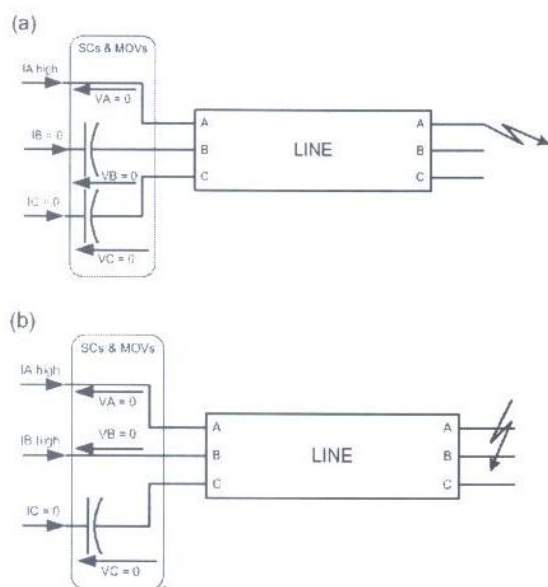 (a)
SCs & MOVs
IA high
VA = 0
A
A
IB = 0
B
LINE
B
VB = 0
C
C
IC = 0
VC = 0
(b)
SCs & MOVs
IA high
VA = 0
A
A
VB = 0
IB high
B
LINE
B
C
C
IC = 0
VC = 0